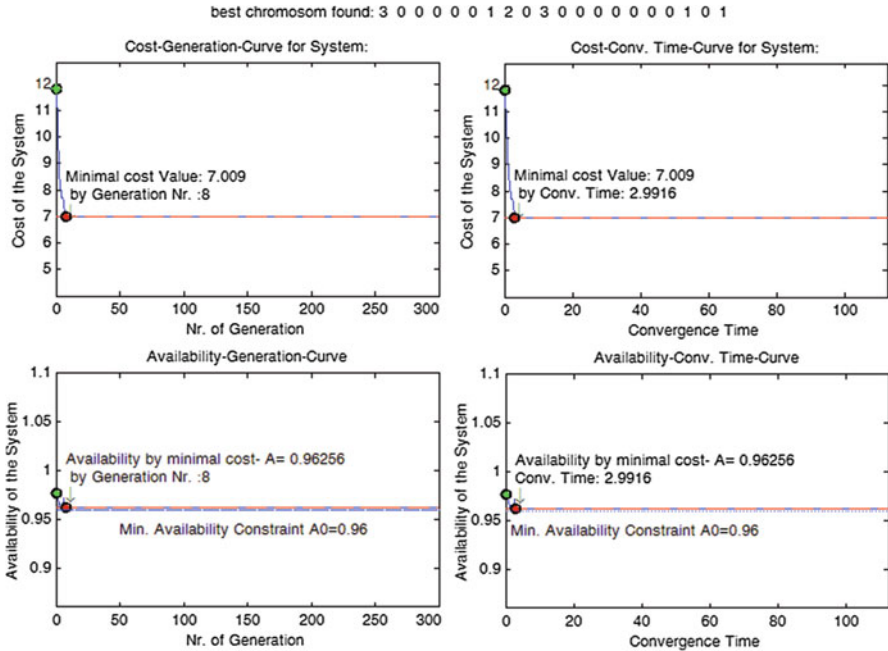 best chromosom found: 3 0 0 0 0 0 1 2 0 3 0 0 0 0 0 0 0 0 1 0 1
Cost-Generation-Curve for System:
Cost of the System
12
11
10
9
8
7
6
5
Minimal cost Value: 7.009
by Generation Nr. :8
0 50 100 150 200 250 300
Nr. of Generation
Cost-Conv. Time-Curve for System:
Cost of the System
12
11
10
9
8
7
6
5
Minimal cost Value: 7.009
by Conv. Time: 2.9916
0 20 40 60 80 100
Convergence Time
Availability-Generation-Curve
Availability of the System
1.1
1.05
1
0.95
0.9
Availability by minimal cost- A= 0.96256
by Generation Nr. :8
Min. Availability Constraint A0=0.96
0 50 100 150 200 250 300
Nr. of Generation
Availability-Conv. Time-Curve
Availability of the System
1.1
1.05
1
0.95
0.9
Availability by minimal cost- A= 0.96256
Conv. Time: 2.9916
Min. Availability Constraint A0=0.96
0 20 40 60 80 100
Convergence Time